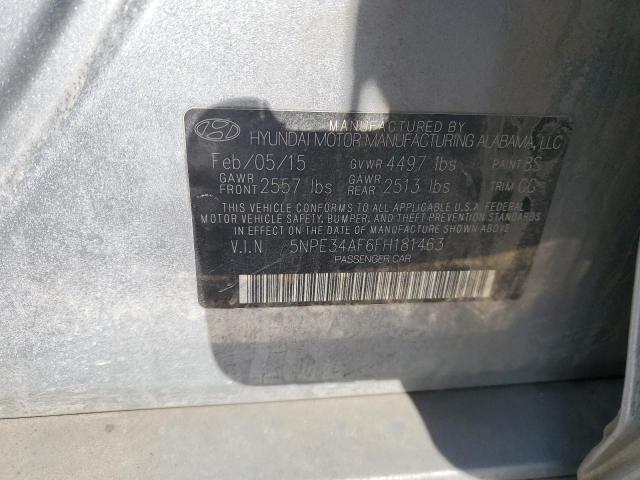 MANUFACTURED BY
HYUNDAI MOTOR MANUFACTURING ALABAMA, LLC
Feb/05/15 GVWR 4497 lbs PAINT BS
GAWR FRONT 2557 lbs GAWR REAR 2513 lbs TRIM CG
THIS VEHICLE CONFORMS TO ALL APPLICABLE U.S.A FEDERAL
MOTOR VEHICLE SAFETY, BUMPER, AND THEFT STANDARDS
IN EFFECT ON THE DATE OF MANUFACTURE SHOWN ABOVE.
V.I.N 5NPE34AF6FH181463
PASSENGER CAR